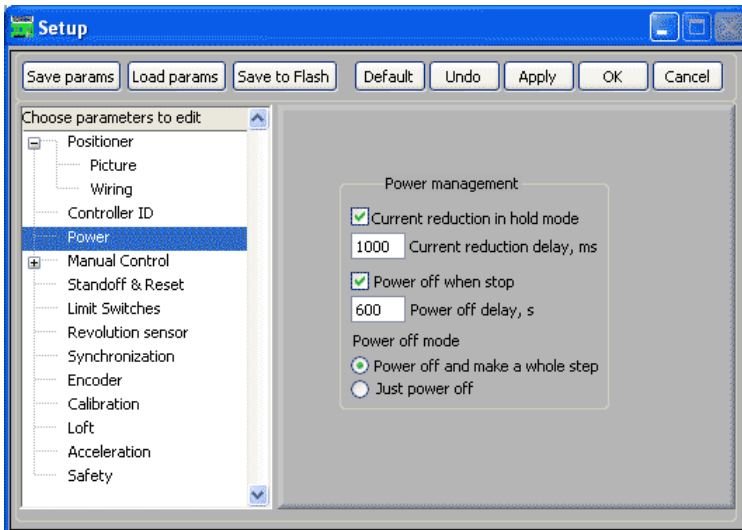 Setup
Save params Load params Save to Flash Default Undo Apply OK Cancel
Choose parameters to edit
Positioner
Picture
Wiring
Controller ID
Power
Manual Control
Standoff & Reset
Limit Switches
Revolution sensor
Synchronization
Encoder
Calibration
Loft
Acceleration
Safety
Power management
Current reduction in hold mode
1000 Current reduction delay, ms
Power off when stop
600 Power off delay, s
Power off mode
Power off and make a whole step
Just power off